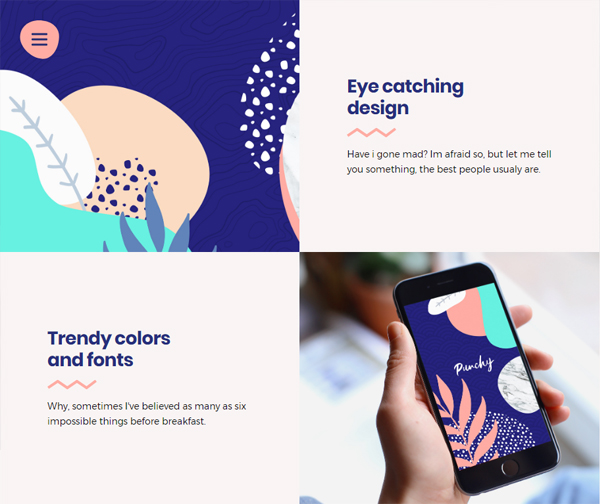 Eye catching
design
Have i gone mad? Im afraid so, but let me tell
you something, the best people usualy are.
Trendy colors
and fonts
Why, sometimes I've believed as many as six
impossible things before breakfast.
Punchy